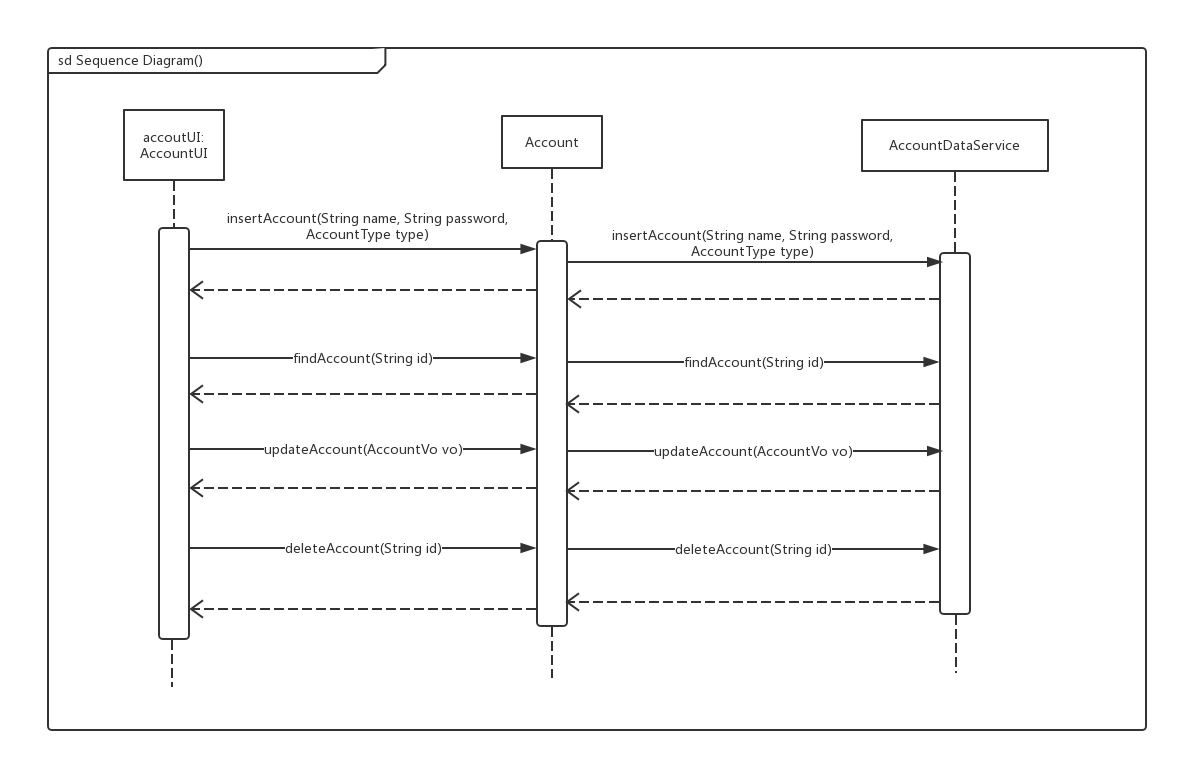 sd Sequence Diagram()
accoutUI:
AccountUI
Account
AccountDataService
insertAccount(String name, String password,
AccountType type)
insertAccount(String name, String password,
AccountType type)
findAccount(String id)
findAccount(String id)
updateAccount(AccountVo vo)
updateAccount(AccountVo vo)
deleteAccount(String id)
deleteAccount(String id)